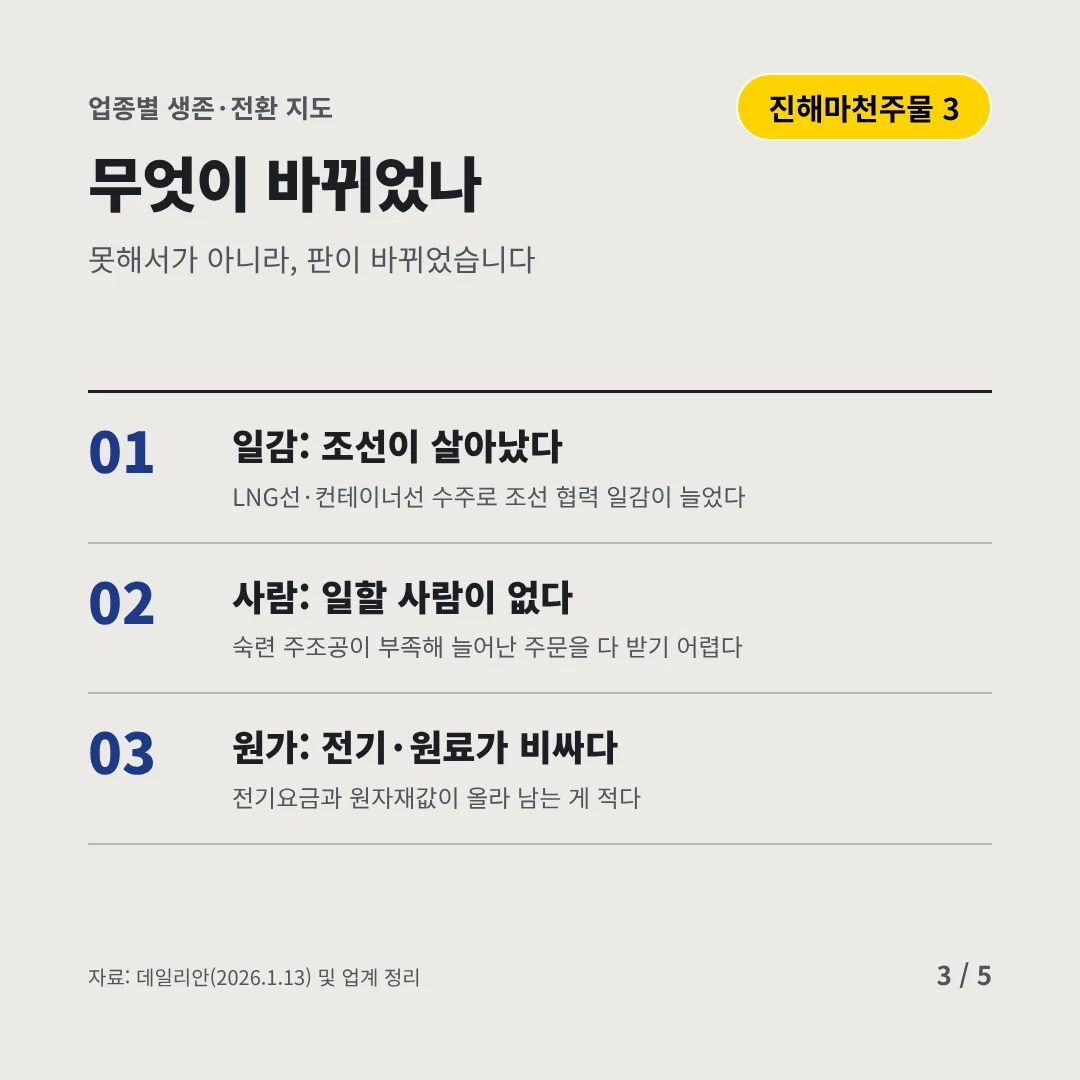 업종별 생존·전환 지도
진해마천주물 3
무엇이 바뀌었나
못해서가 아니라, 판이 바뀌었습니다
01
일감: 조선이 살아났다
LNG선·컨테이너선 수주로 조선 협력 일감이 늘었다
02
사람: 일할 사람이 없다
숙련 주조공이 부족해 늘어난 주문을 다 받기 어렵다
03
원가: 전기·원료가 비싸다
전기요금과 원자재값이 올라 남는 게 적다
자료: 데일리안(2026.1.13) 및 업계 정리
3 / 5